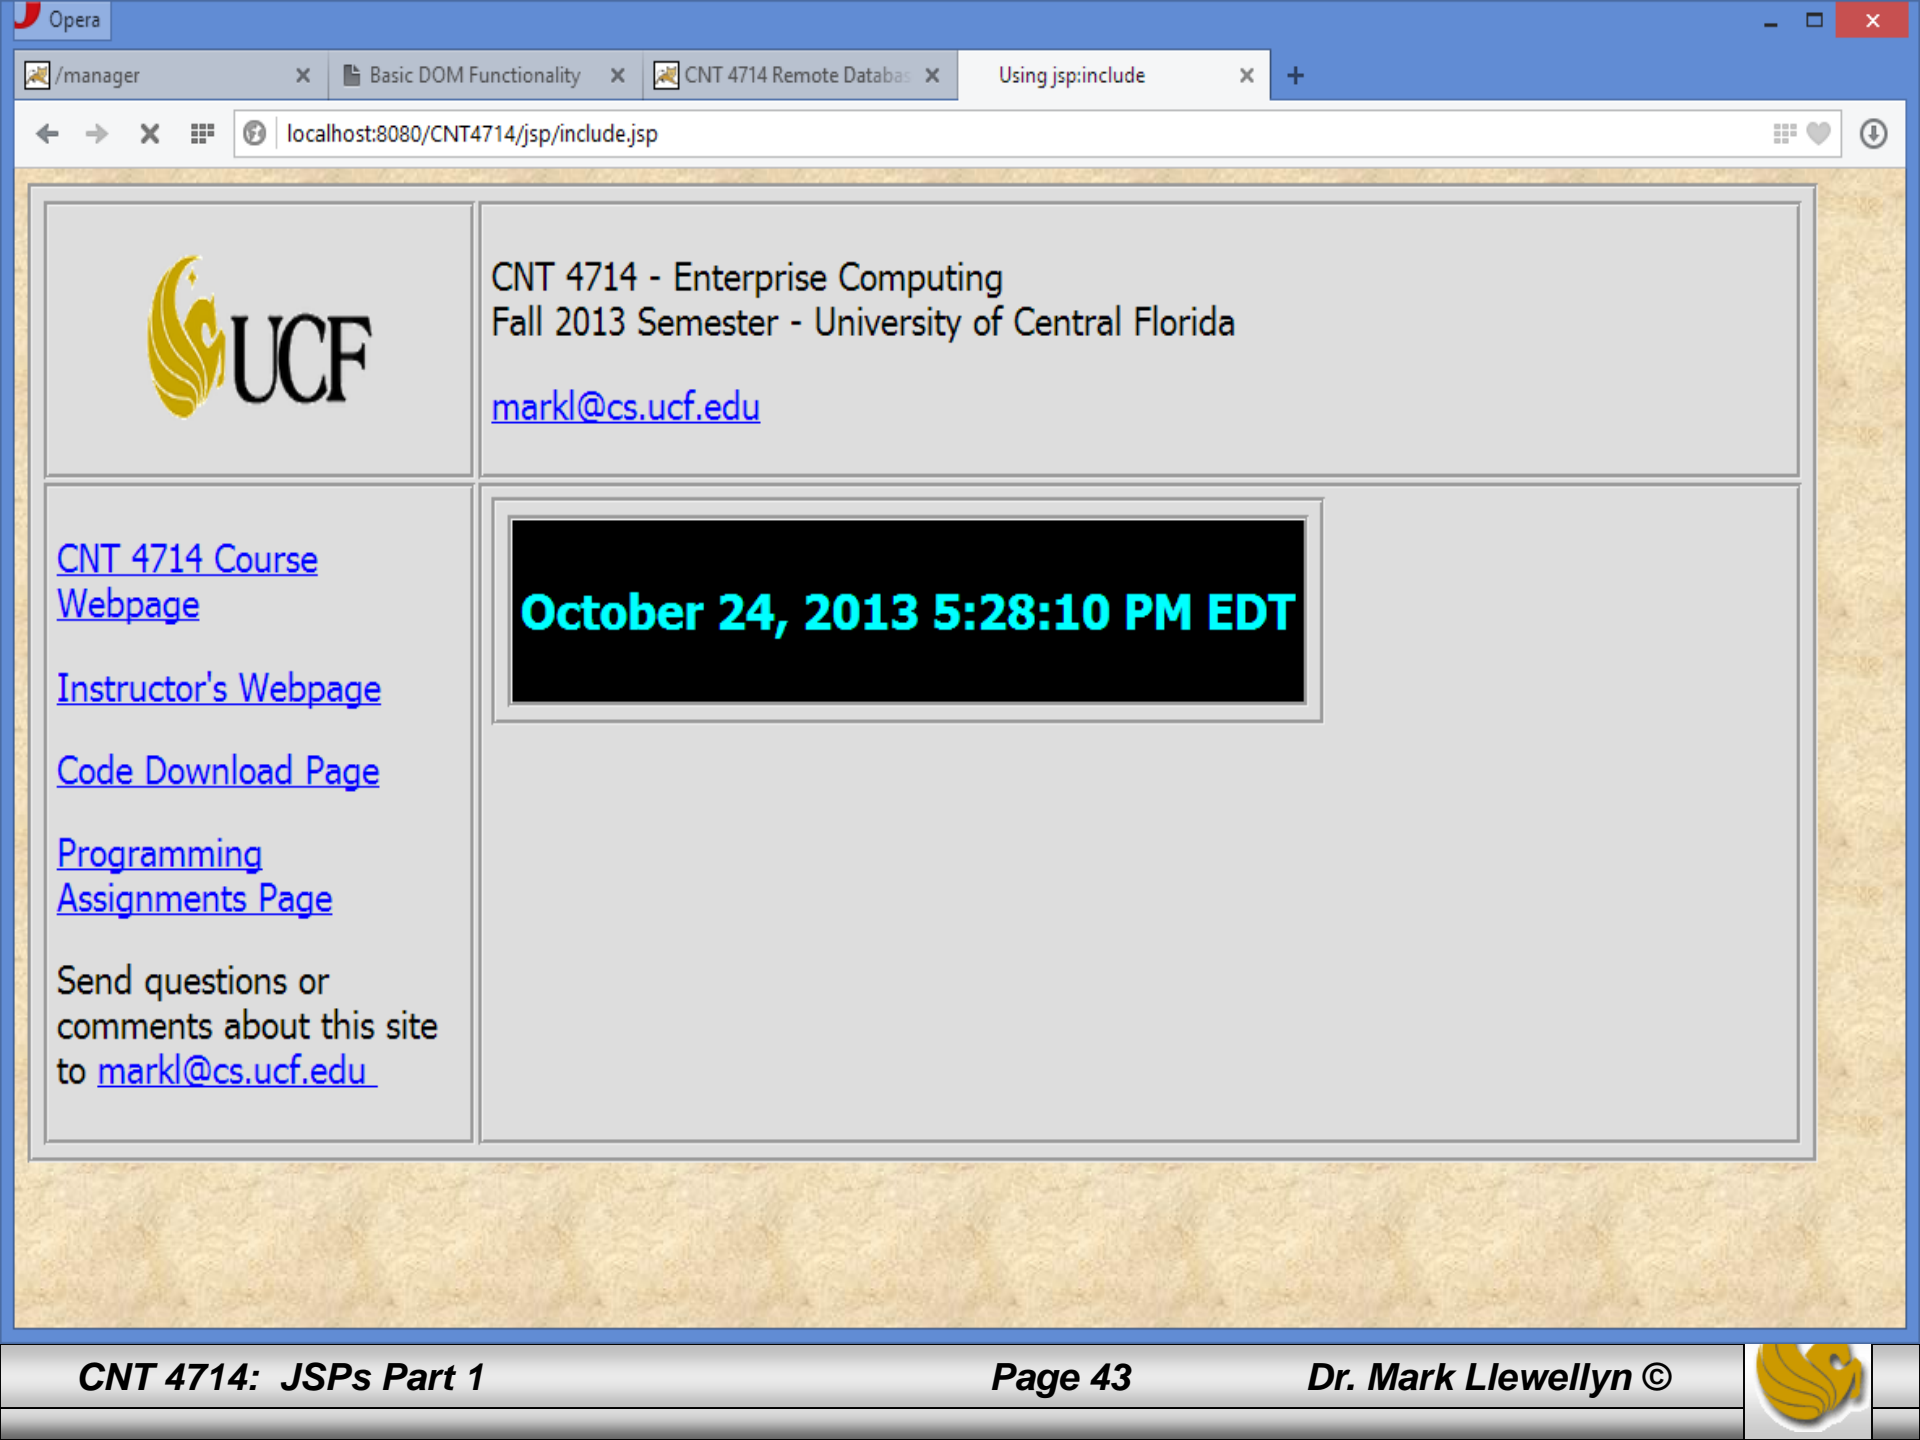 Opera
/manager
Basic DOM Functionality
CNT 4714 Remote Databas
Using jsp:include
localhost:8080/CNT4714/jsp/include.jsp
UCF
CNT 4714 - Enterprise Computing
Fall 2013 Semester - University of Central Florida
markl@cs.ucf.edu
CNT 4714 Course
Webpage
Instructor's Webpage
Code Download Page
Programming
Assignments Page
Send questions or
comments about this site
to markl@cs.ucf.edu
October 24, 2013 5:28:10 PM EDT
CNT 4714: JSPs Part 1
Page 43
Dr. Mark Llewellyn ©